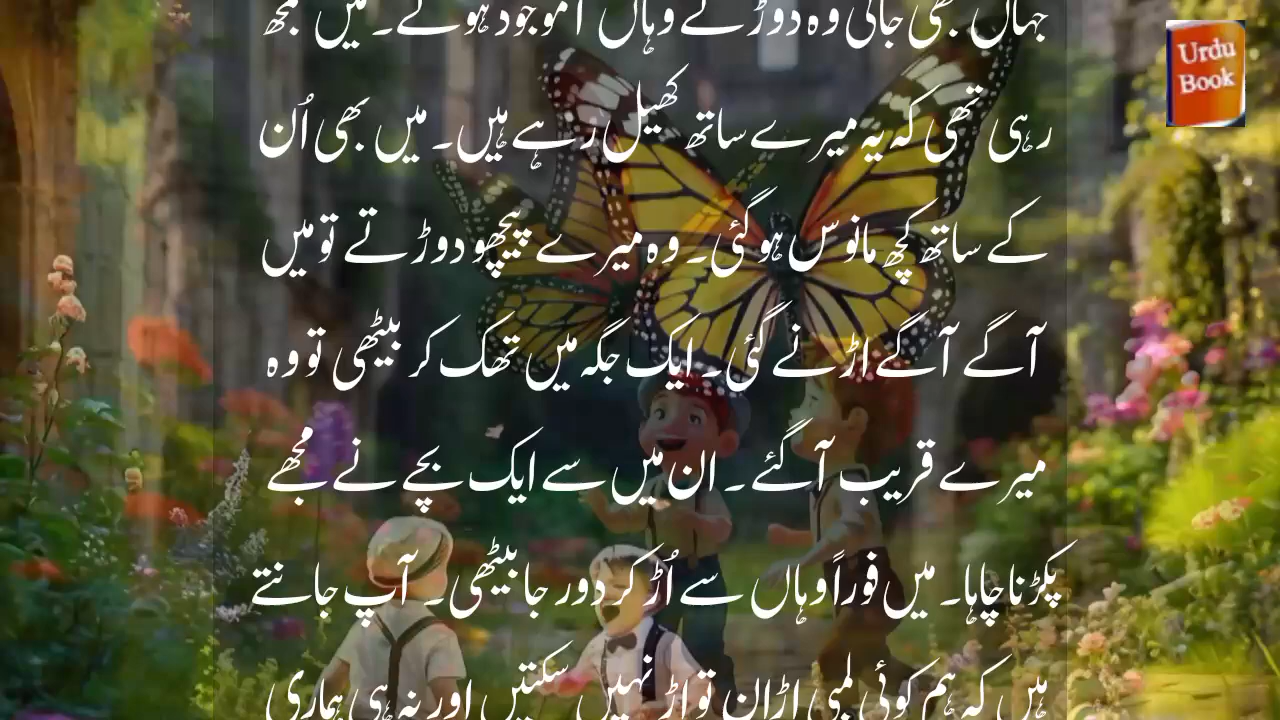 جہاں بھی جاتی وہ دوڑتے وہاں آ موجود ہوتے۔ میں سمجھ
رہی تھی کہ یہ میرے ساتھ کھیل رہے ہیں۔ میں بھی اُن
کے ساتھ کچھ مانوس ہوگئی۔ وہ میرے پیچھو دوڑتے تو میں
آگے آگے اڑنے گئی۔ ایک جگہ میں تھک کر بیٹھی تو وہ
میرے قریب آگئے۔ ان میں سے ایک بچے نے مجھے
پکڑنا چاہا۔ میں فوراً وہاں سے اُڑ کر دور جا بیٹھی۔ آپ جانتے
ہیں کہ ہم کوئی لمبی اڑان تو اڑ نہیں سکتیں اور نہ ہی ہماری
Urdu
Book